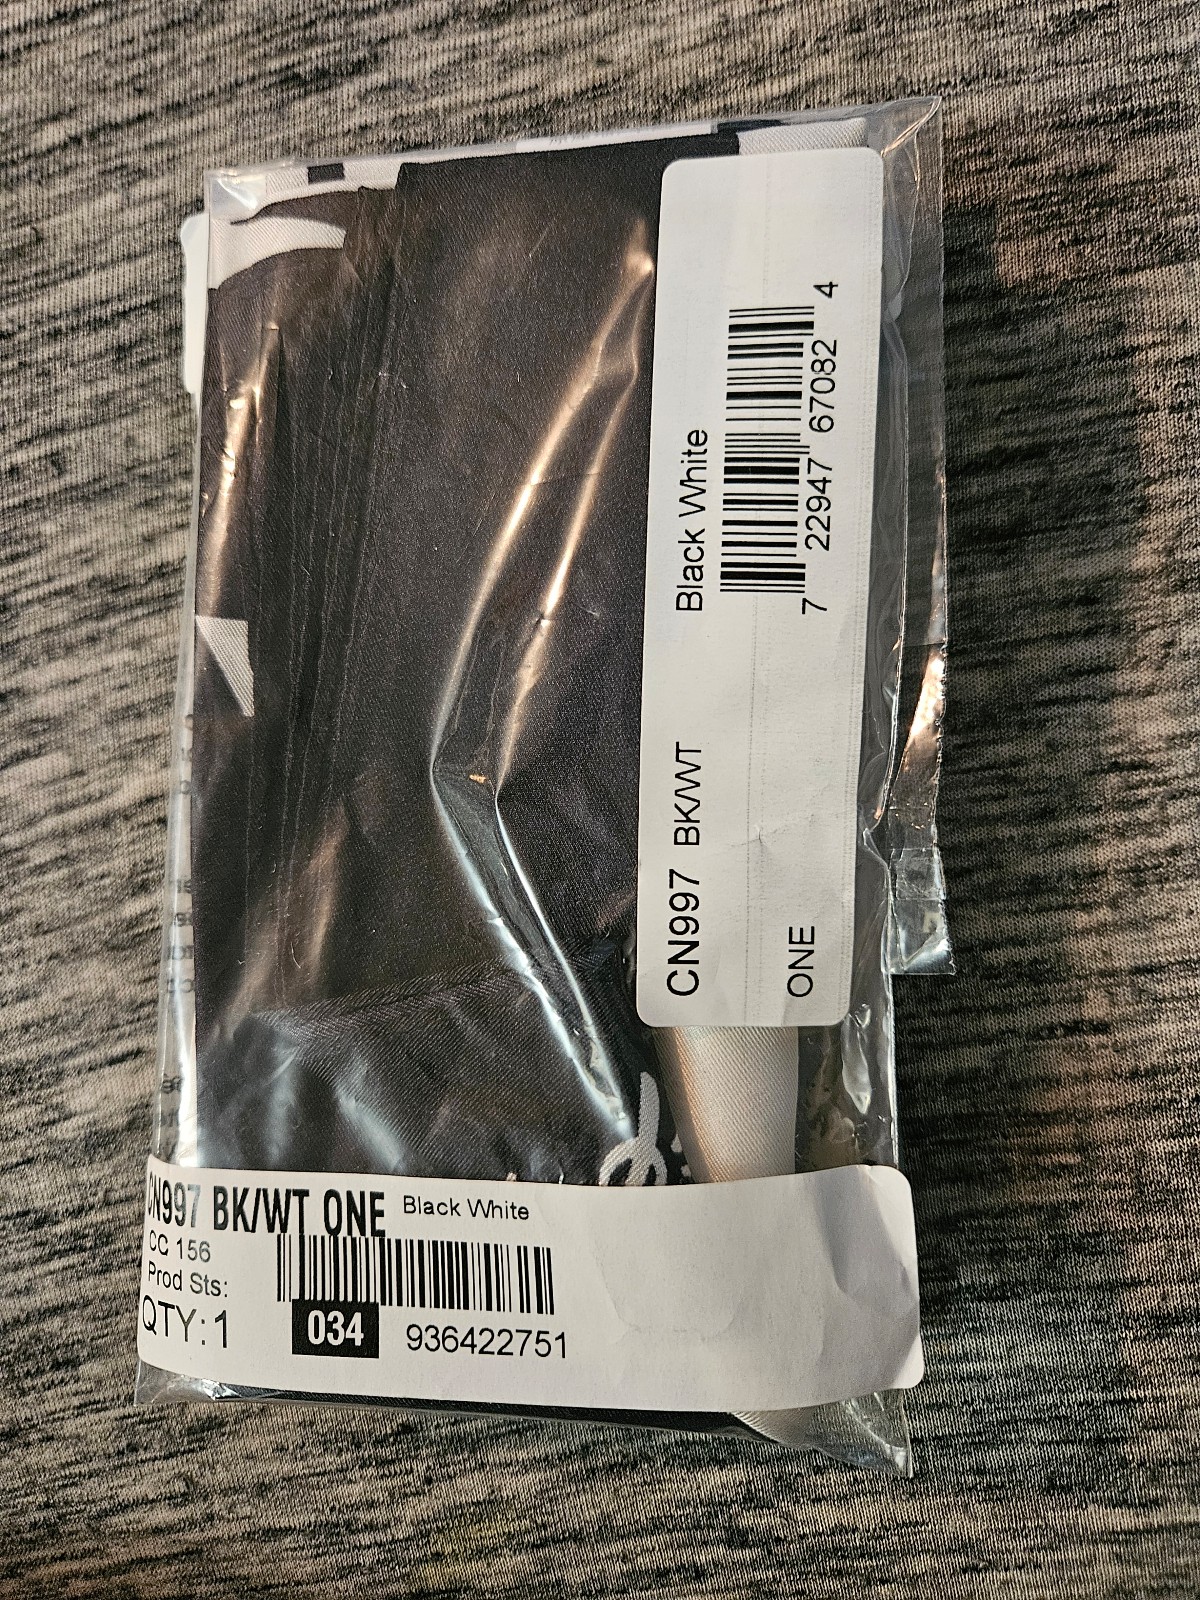 CN997 BK/WT Black White
ONE
7 22947 67082 4
CN997 BK/WT ONE Black White
CC 156
Prod Sts:
QTY: 1
034 936422751